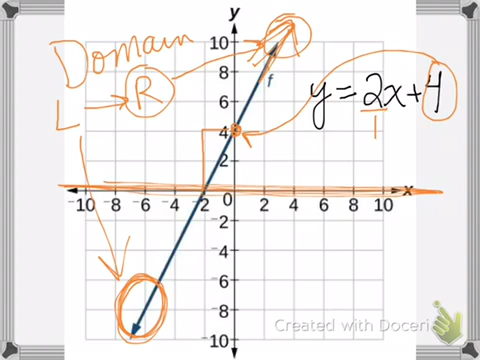 y
Domain
L → R
y = 2x + 4
1
f
10
8
6
4
2
-10 -8 -6 -4 -2 0 2 4 6 8 10 x
-2
-4
-6
-8
-10
Created with Doceri